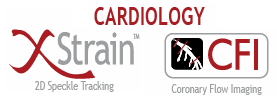 CARDIOLOGY
XStrain™
CFI
2D Speckle Tracking
Coronary Flow Imaging